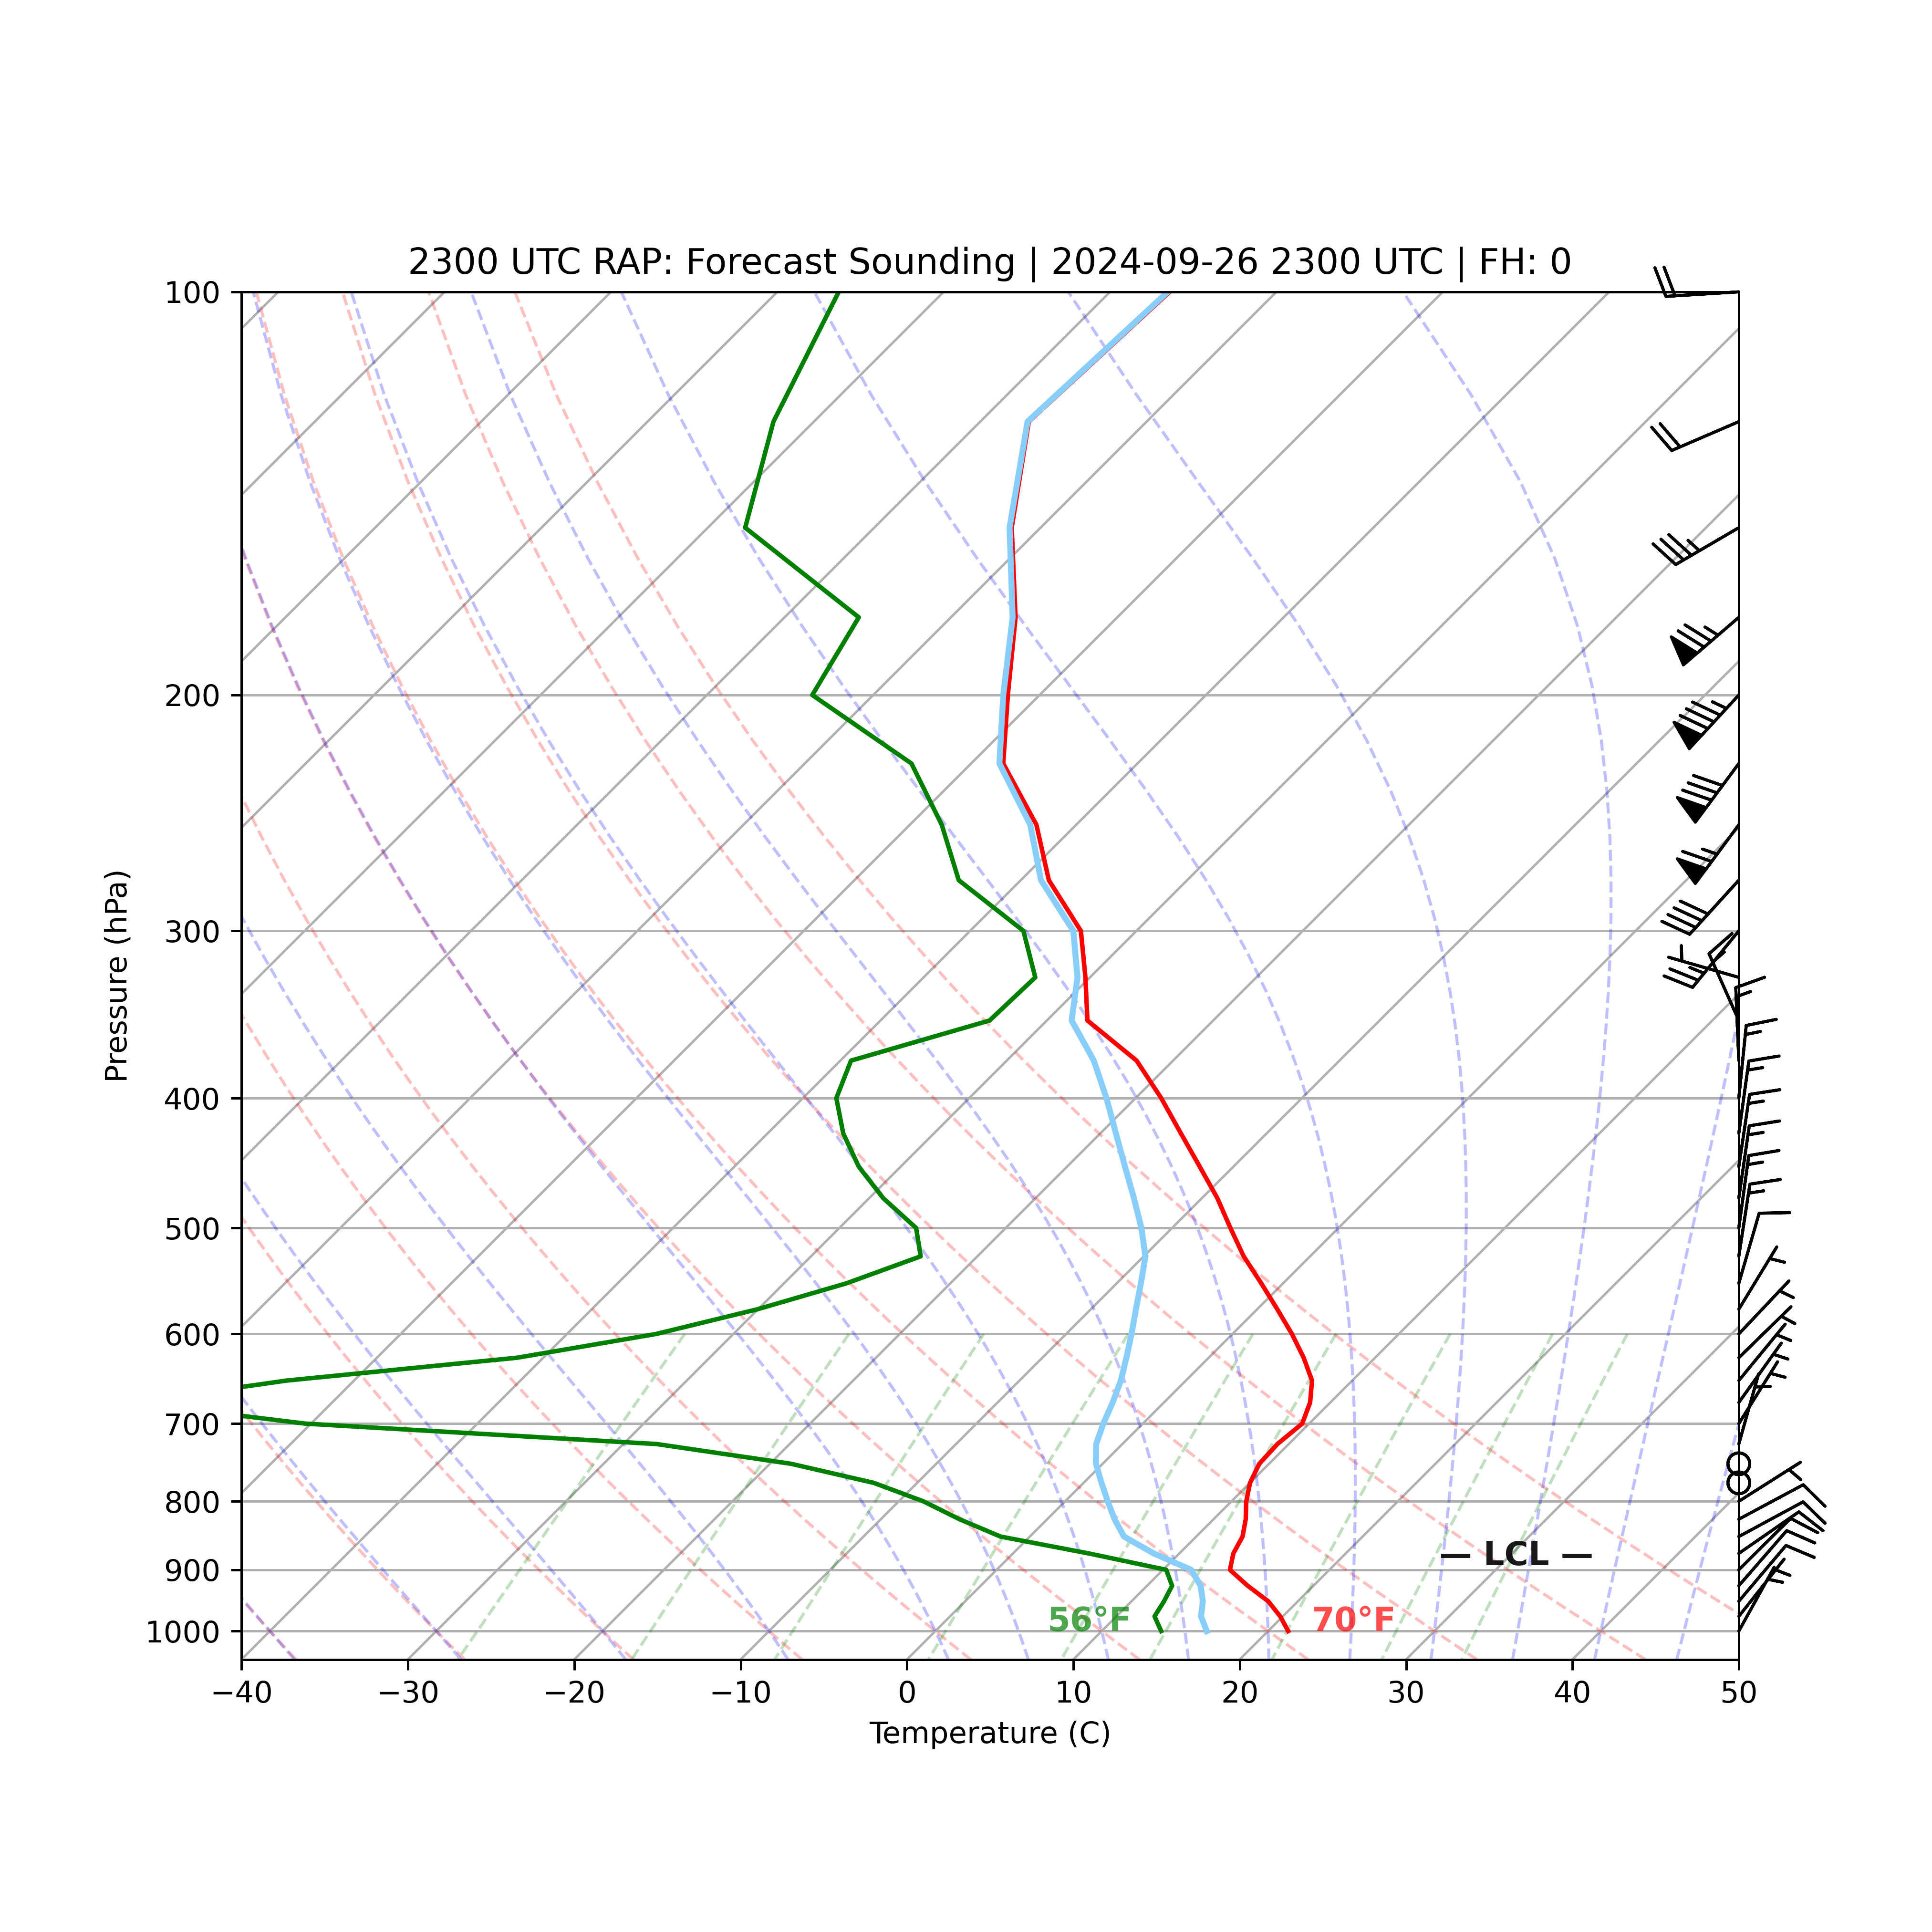 2300 UTC RAP: Forecast Sounding | 2024-09-26 2300 UTC | FH: 0
100
200
300
400
500
600
700
800
900
1000
Pressure (hPa)
— LCL —
56°F
70°F
−40 −30 −20 −10 0 10 20 30 40 50
Temperature (C)